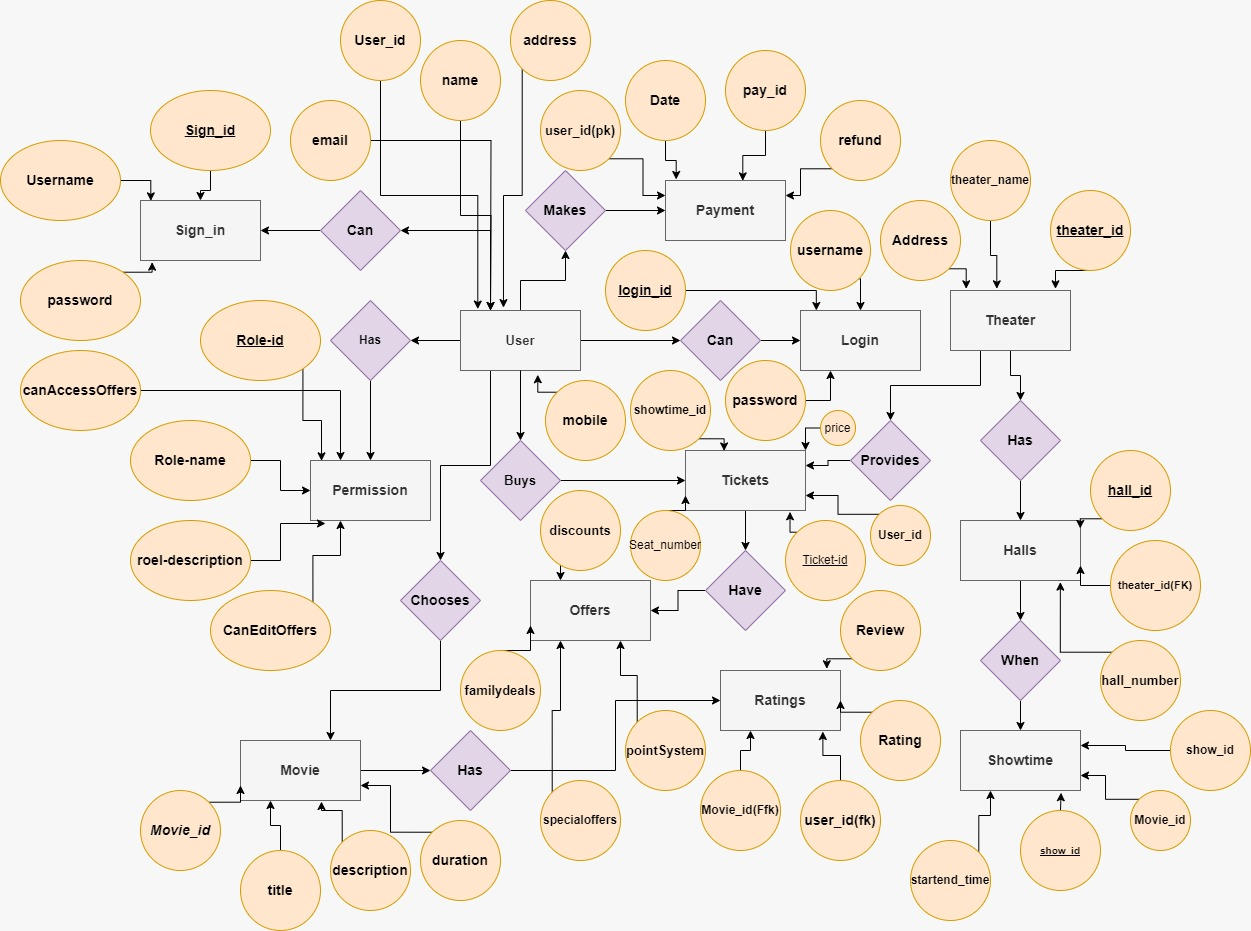 User_id
address
name
Date
pay_id
Sign_id
email
user_id(pk)
refund
Username
theater_name
Sign_in
Can
Makes
Payment
Address
theater_id
username
password
login_id
Theater
Role-id
Has
User
Can
Login
canAccessOffers
showtime_id
password
mobile
price
Has
Role-name
Permission
Buys
Tickets
Provides
hall_id
discounts
Seat_number
User_id
Halls
roel-description
Ticket-id
theater_id(FK)
Chooses
Offers
Have
CanEditOffers
Review
When
familydeals
hall_number
Ratings
Rating
pointSystem
show_id
Movie
Has
Showtime
Movie_id(Ffk)
user_id(fk)
Movie_id
specialoffers
Movie_id
show_id
duration
description
title
startend_time